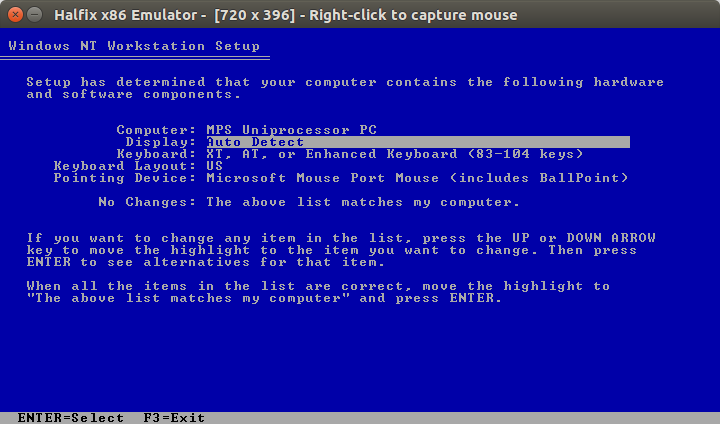 Halfix x86 Emulator - [720 x 396] - Right-click to capture mouse
Windows NT Workstation Setup
Setup has determined that your computer contains the following hardware
and software components.
Computer: MPS Uniprocessor PC
Display: Auto Detect
Keyboard: XT, AT, or Enhanced Keyboard (83-104 keys)
Keyboard Layout: US
Pointing Device: Microsoft Mouse Port Mouse (includes BallPoint)
No Changes: The above list matches my computer.
If you want to change any item in the list, press the UP or DOWN ARROW
key to move the highlight to the item you want to change. Then press
ENTER to see alternatives for that item.
When all the items in the list are correct, move the highlight to
"The above list matches my computer" and press ENTER.
ENTER=Select F3=Exit